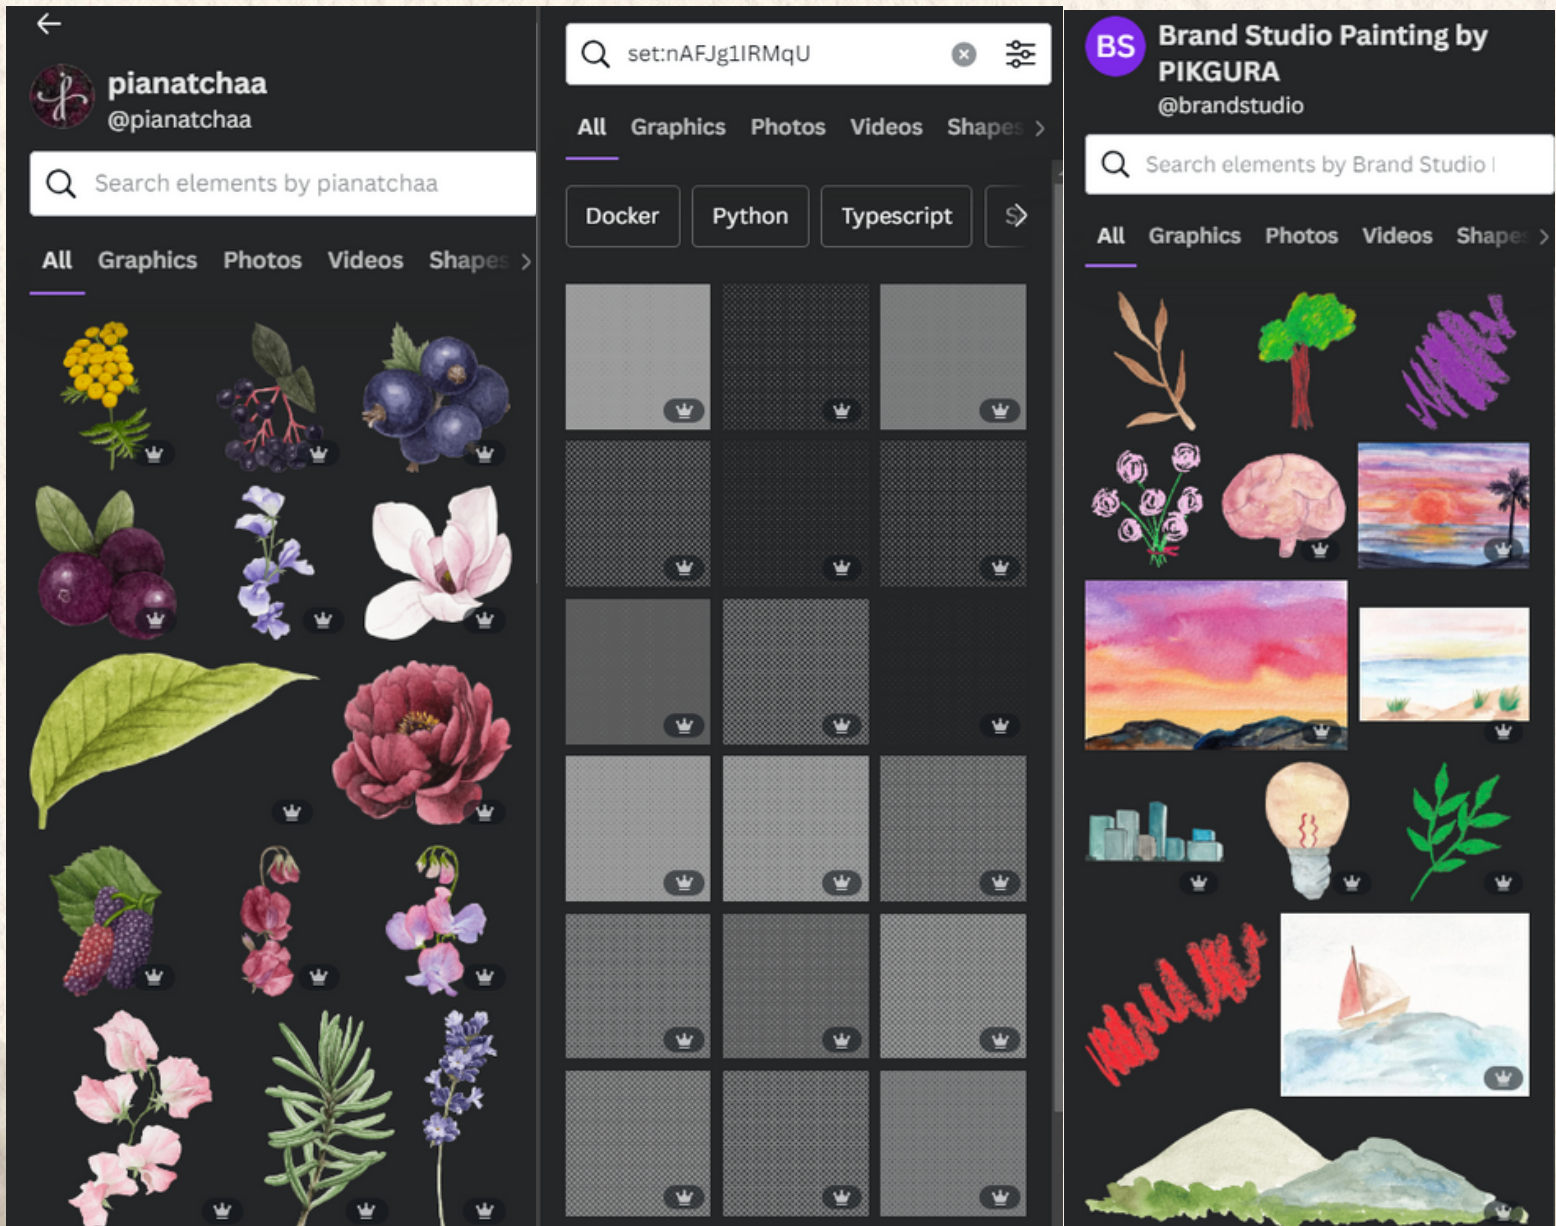 pianatchaa
@pianatchaa
Search elements by pianatchaa
All Graphics Photos Videos Shapes
set:nAFJg1IRMqU
All Graphics Photos Videos Shapes
Docker Python Typescript S
BS
Brand Studio Painting by
PIKGURA
@brandstudio
Search elements by Brand Studio
All Graphics Photos Videos Shapes